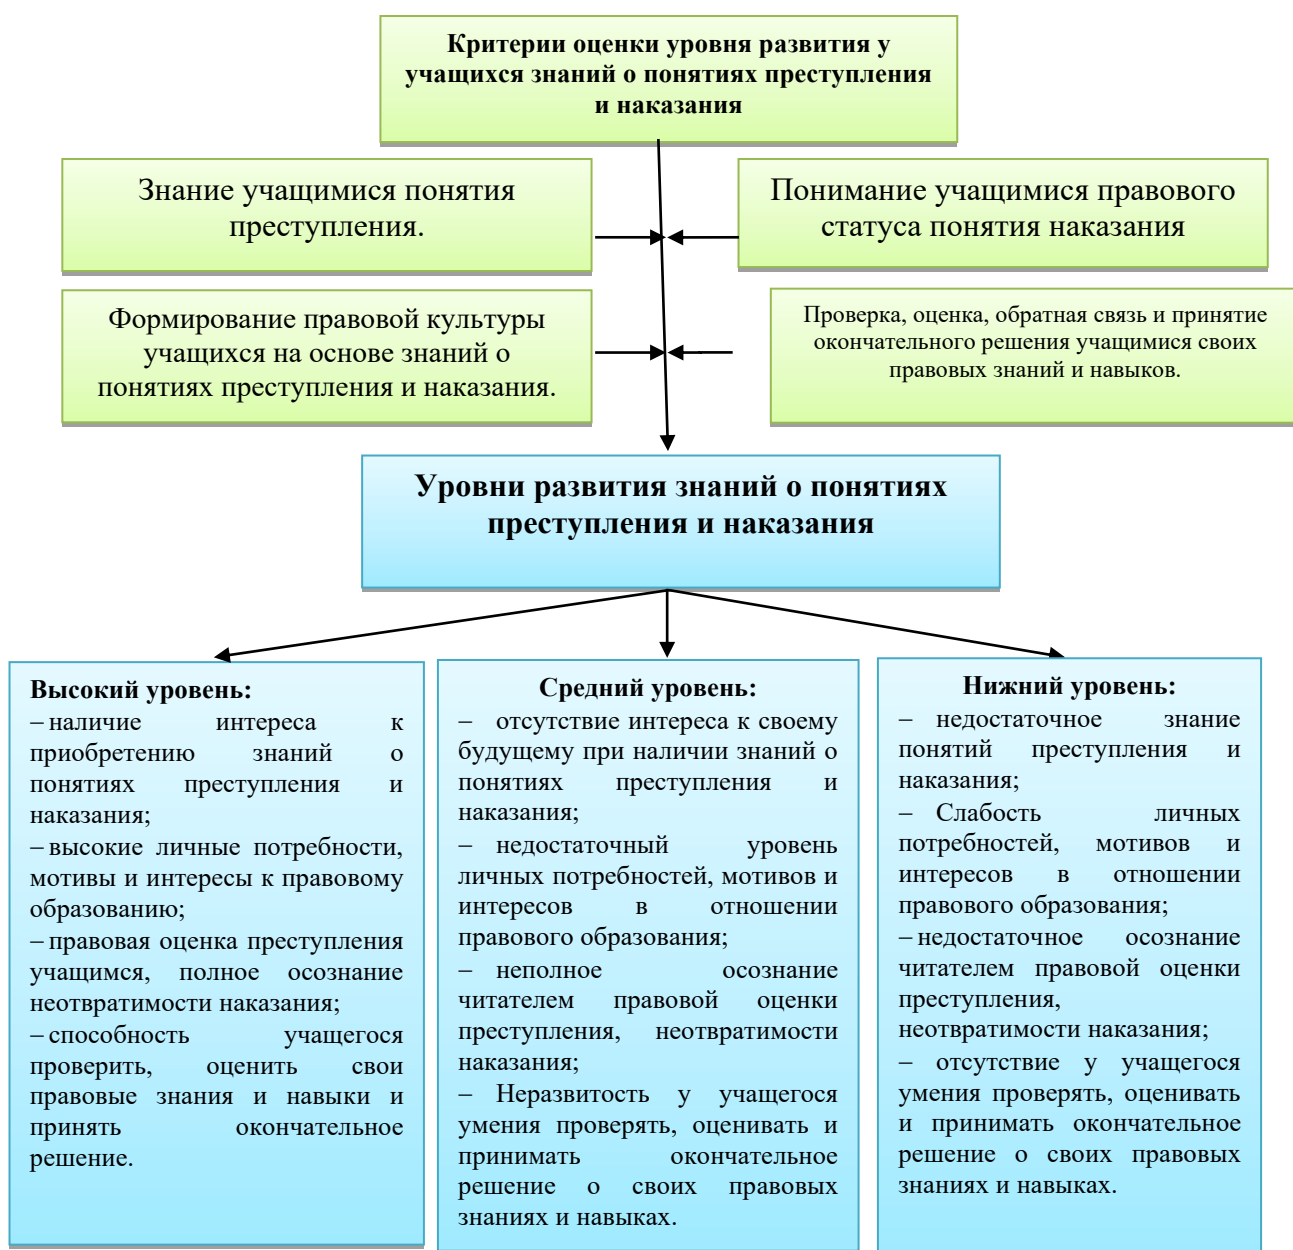 Критерии оценки уровня развития у
учащихся знаний о понятиях преступления
и наказания
Знание учащимися понятия
преступления.
Понимание учащимися правового
статуса понятия наказания
Формирование правовой культуры
учащихся на основе знаний о
понятиях преступления и наказания.
Проверка, оценка, обратная связь и принятие
окончательного решения учащимися своих
правовых знаний и навыков.
Уровни развития знаний о понятиях
преступления и наказания
Высокий уровень:
– наличие интереса к
приобретению знаний о
понятиях преступления и
наказания;
– высокие личные потребности,
мотивы и интересы к правовому
образованию;
– правовая оценка преступления
учащимся, полное осознание
неотвратимости наказания;
– способность учащегося
проверить, оценить свои
правовые знания и навыки и
принять окончательное
решение.
Средний уровень:
– отсутствие интереса к своему
будущему при наличии знаний о
понятиях преступления и
наказания;
– недостаточный уровень
личных потребностей, мотивов и
интересов в отношении
правового образования;
– неполное осознание
читателем правовой оценки
преступления, неотвратимости
наказания;
– Неразвитость у учащегося
умения проверять, оценивать и
принимать окончательное
решение о своих правовых
знаниях и навыках.
Нижний уровень:
– недостаточное знание
понятий преступления и
наказания;
– Слабость личных
потребностей, мотивов и
интересов в отношении
правового образования;
– недостаточное осознание
читателем правовой оценки
преступления,
неотвратимости наказания;
– отсутствие у учащегося
умения проверять, оценивать
и принимать окончательное
решение о своих правовых
знаниях и навыках.